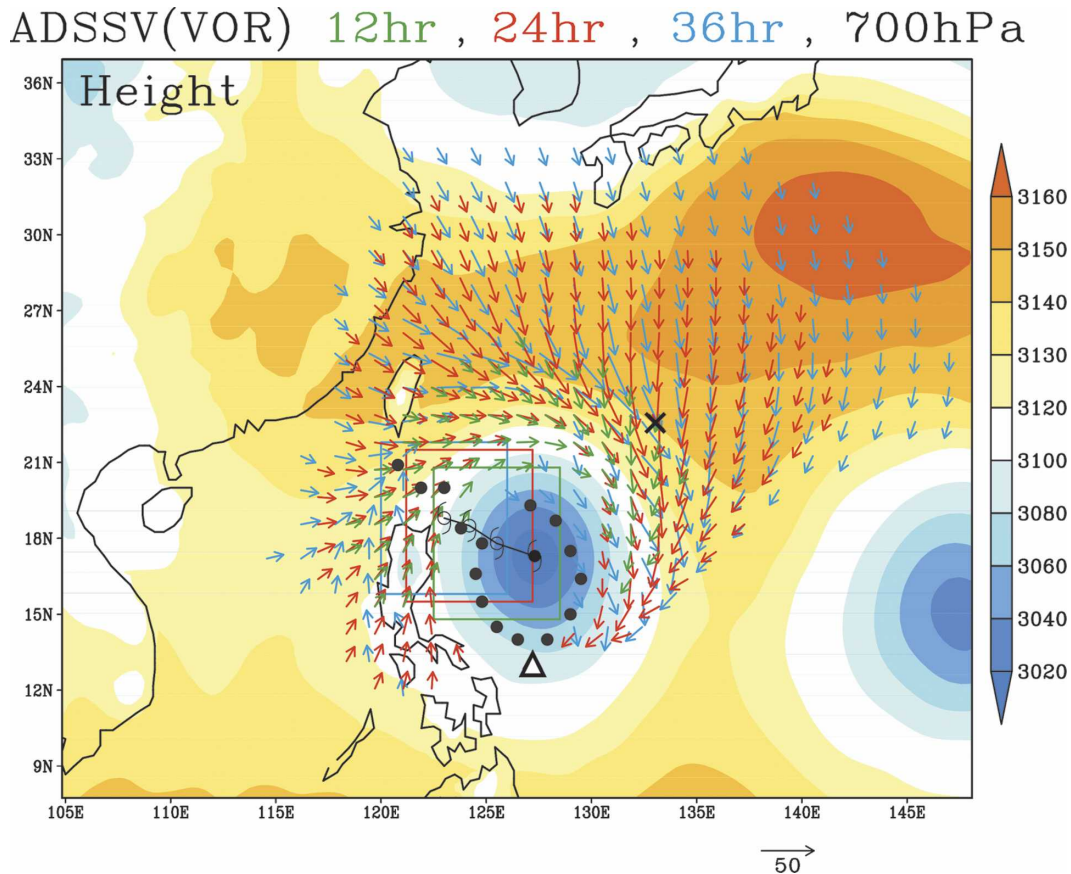 ADSSV(VOR) 12hr , 24hr , 36hr , 700hPa
Height
36N
33N
30N
27N
24N
21N
18N
15N
12N
9N
105E 110E 115E 120E 125E 130E 135E 140E 145E
3160
3150
3140
3130
3120
3100
3080
3060
3040
3020
50